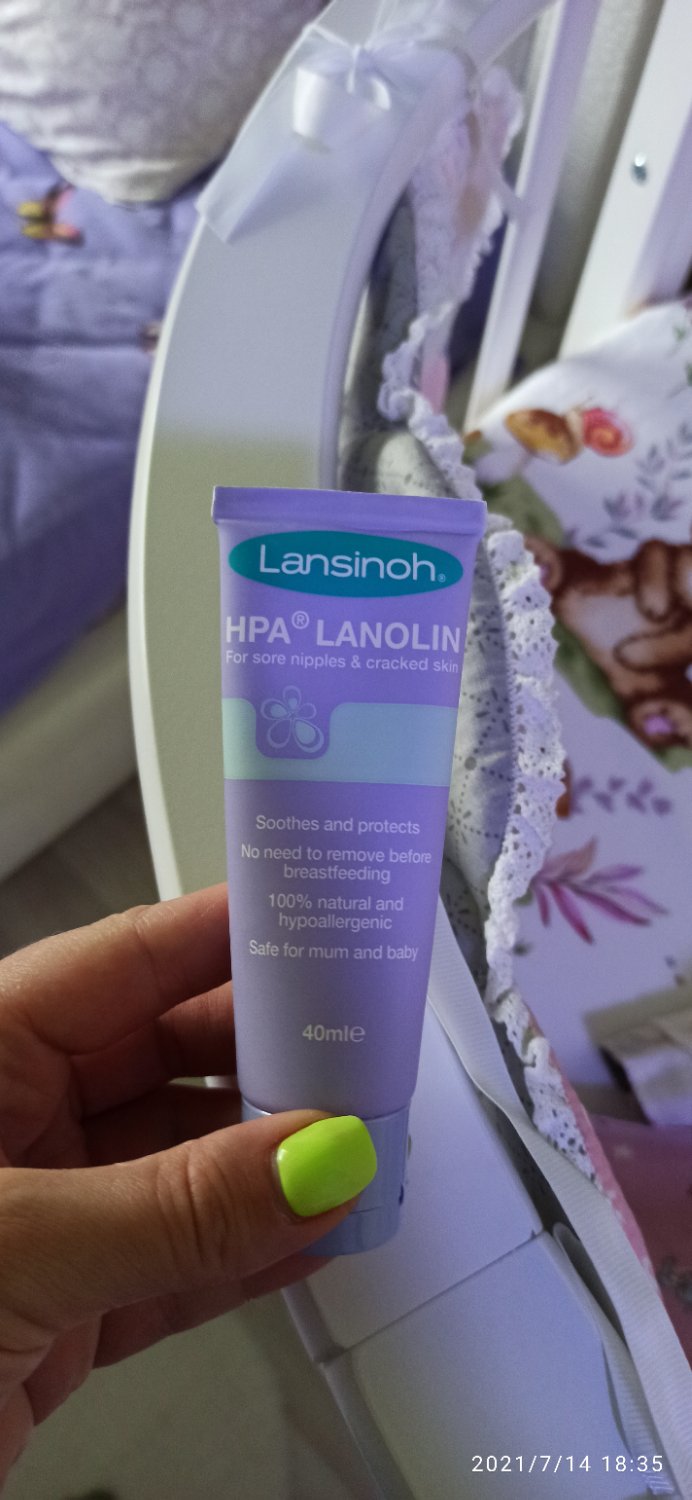 Lansinoh®
HPA® LANOLIN
For sore nipples & cracked skin
Soothes and protects
No need to remove before
breastfeeding
100% natural and
hypoallergenic
Safe for mum and baby
40ml℮
2021/7/14 18:35